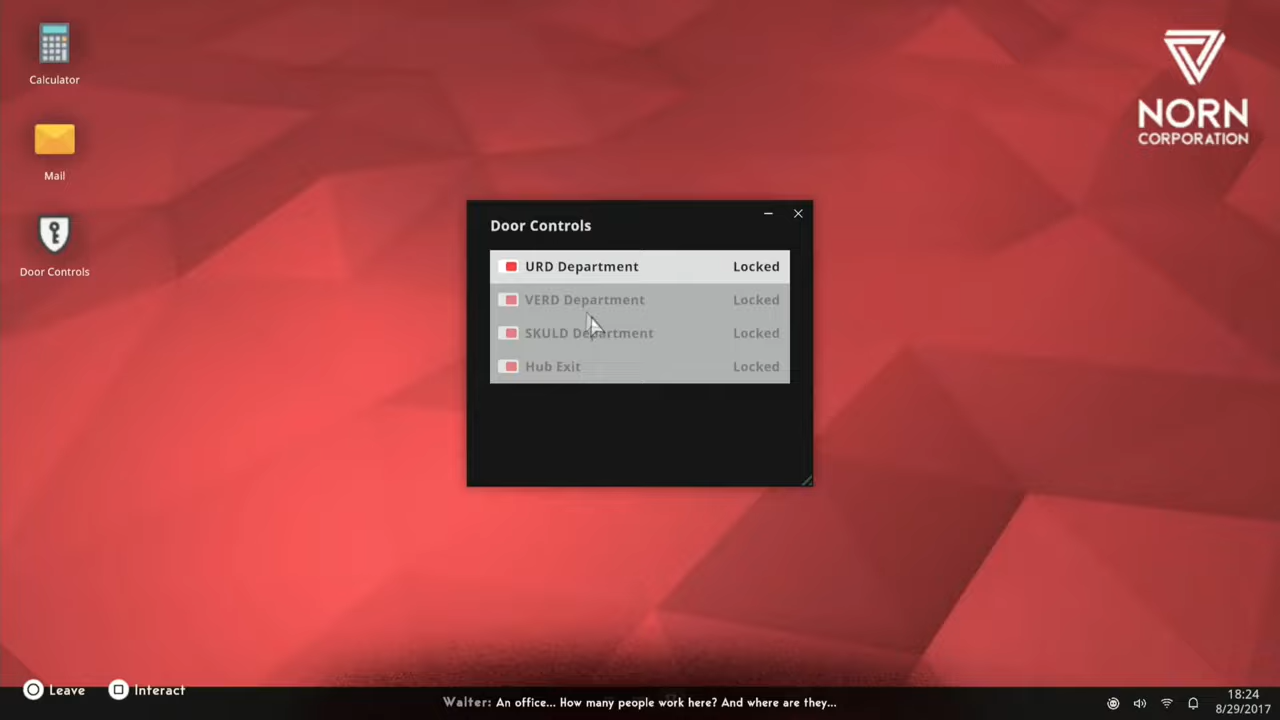 Calculator
Mail
Door Controls
NORN
CORPORATION
Door Controls
URD Department Locked
VERD Department Locked
SKULD Department Locked
Hub Exit Locked
Leave Interact
Walter: An office... How many people work here? And where are they...
18:24
8/29/2017